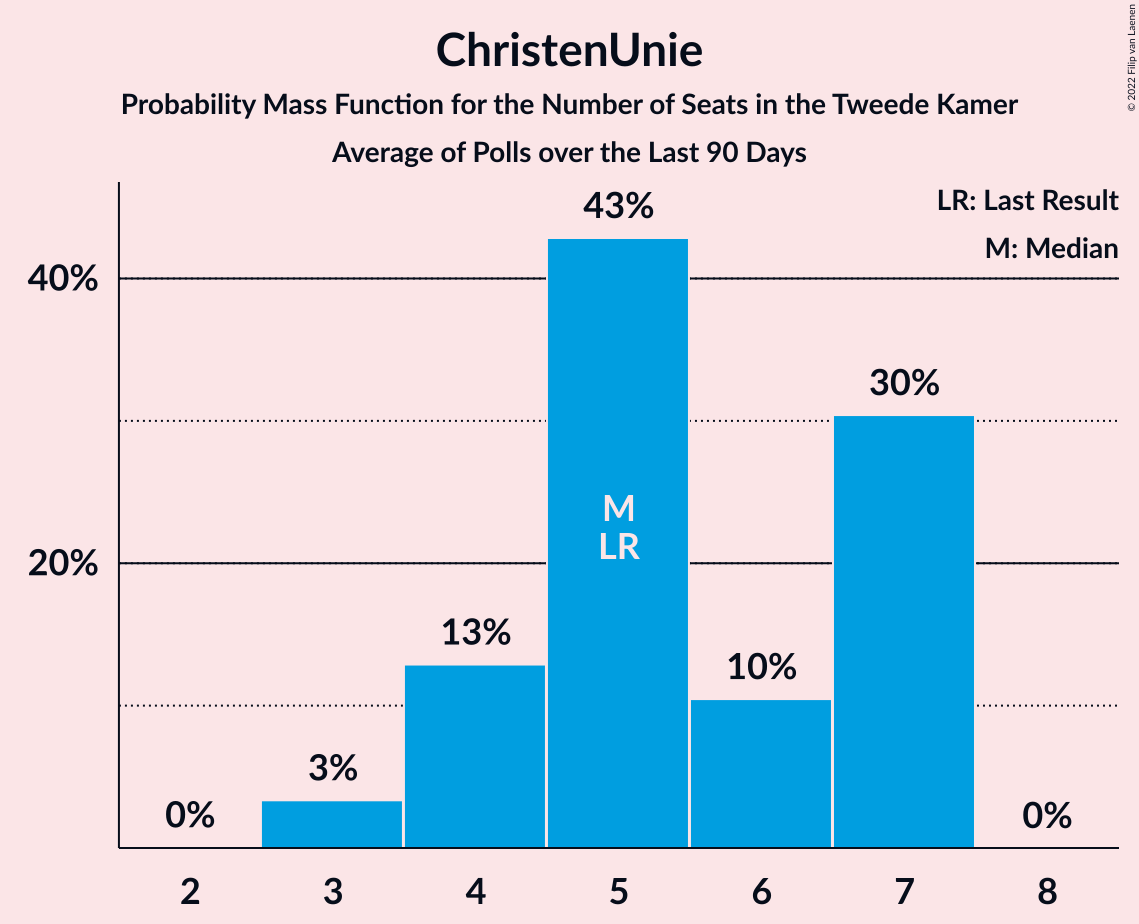 ChristenUnie
Probability Mass Function for the Number of Seats in the Tweede Kamer
Average of Polls over the Last 90 Days
© 2022 Filip van Laenen
LR: Last Result
M: Median
43%
40%
30%
M
LR
20%
13%
10%
3%
0%
0%
2 3 4 5 6 7 8